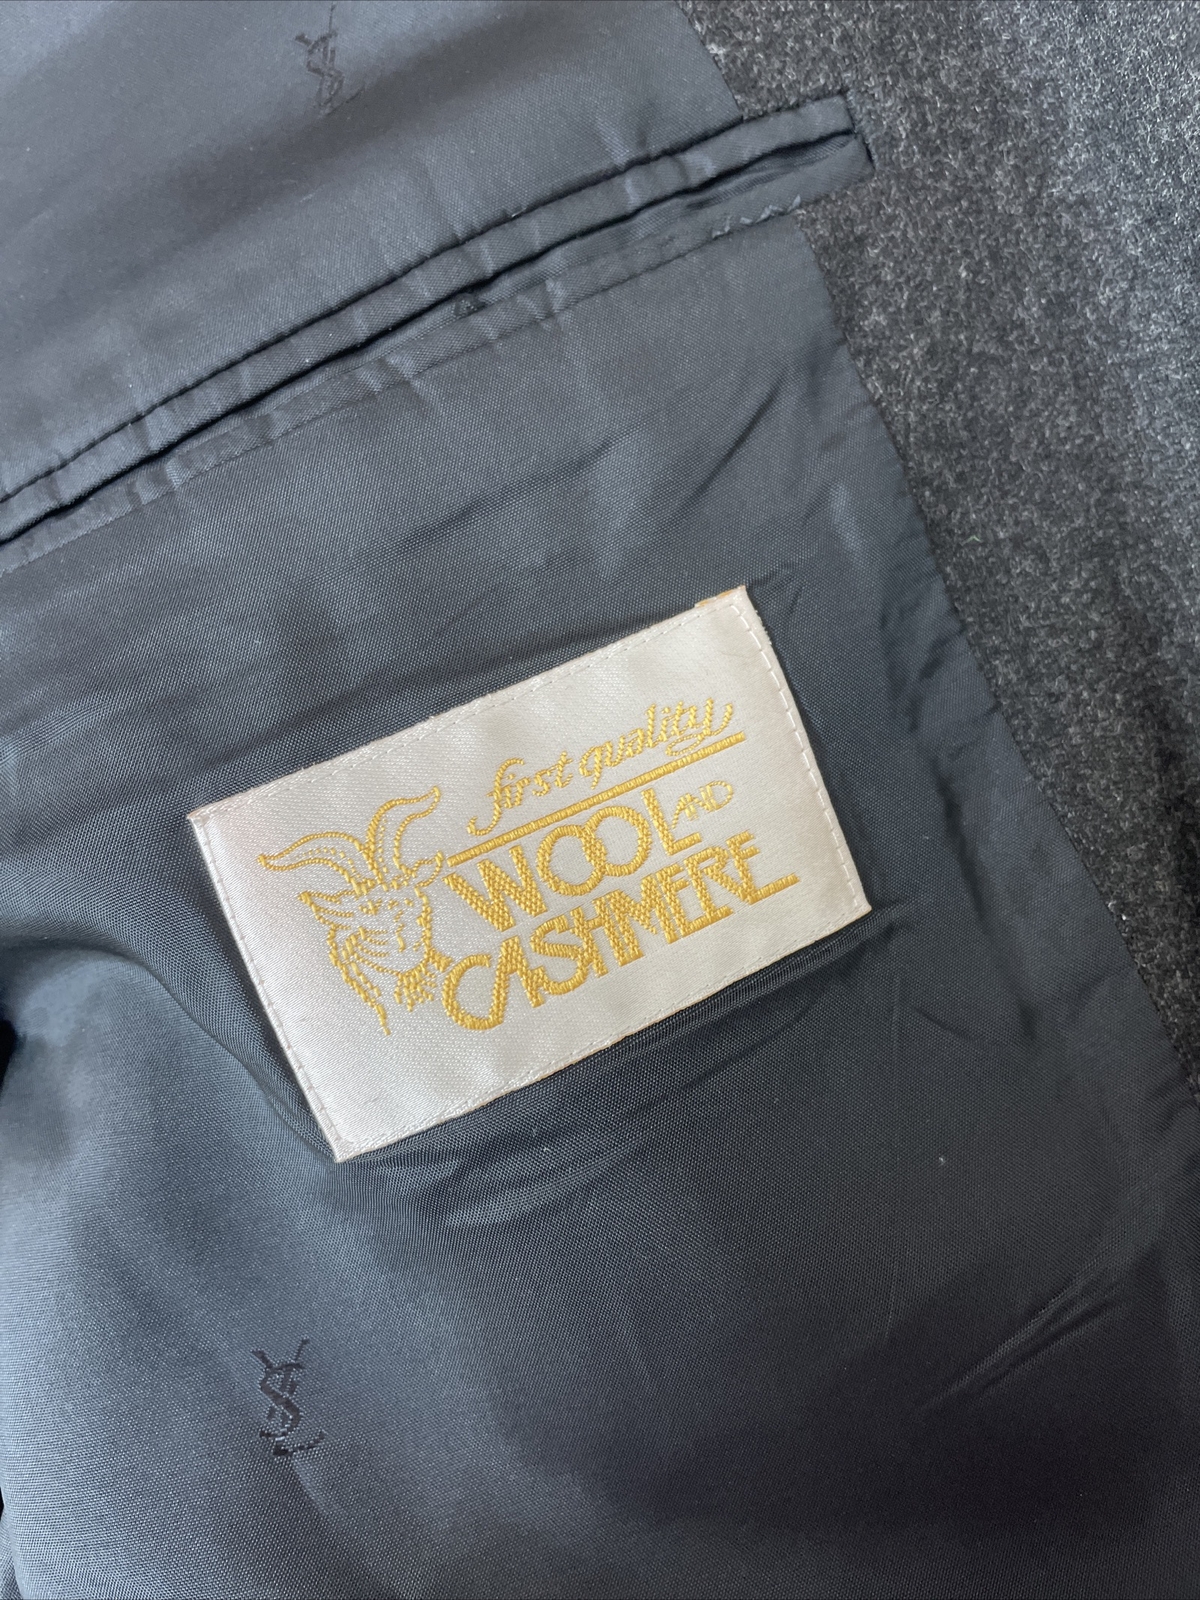 YSL
first quality
WOOL AND
CASHMERE
YSL